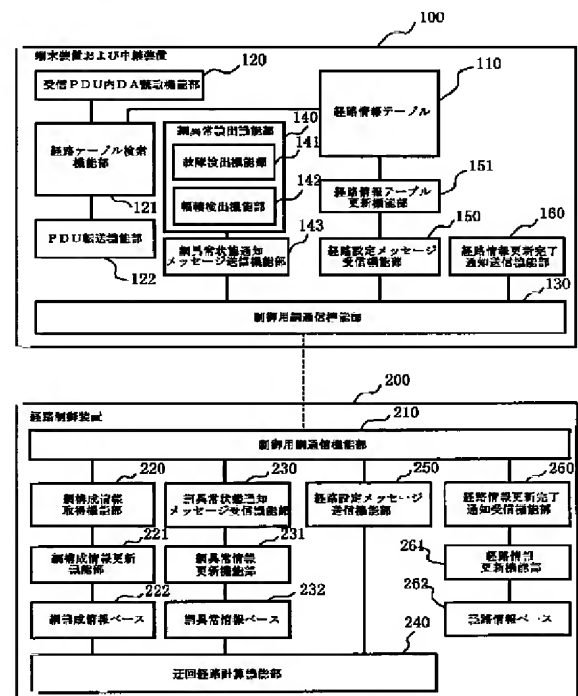 100
端末装置および中継装置
120
受信PDU内DA読取機能部
110
経路情報テーブル
140
網異常検出機能部
141
故障検出機能部
142
輻輳検出機能部
経路テーブル検索
機能部
121
151
経路情報テーブル
更新機能部
PDU転送機能部
122
143
網異常状態通知
メッセージ送信機能部
150
経路設定メッセージ
受信機能部
160
経路情報更新完了
通知送信機能部
130
制御用網通信機能部
200
経路制御装置
210
制御用網通信機能部
220
網構成情報
取得機能部
230
網異常状態通知
メッセージ受信機能部
250
経路設定メッセージ
送信機能部
260
経路情報更新完了
通知受信機能部
221
網構成情報更新
機能部
231
網異常情報
更新機能部
261
経路情報
更新機能部
222
網構成情報ベース
232
網異常情報ベース
262
経路情報ベース
240
迂回経路計算機能部